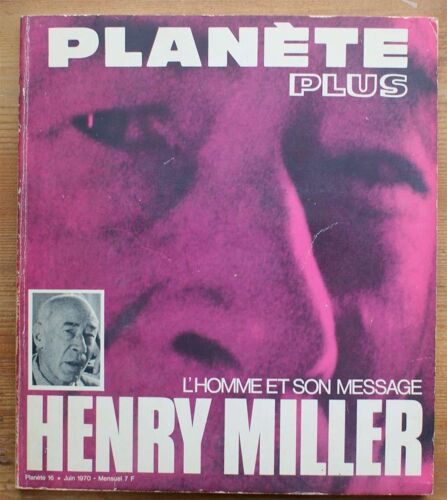 PLANÈTE
PLUS
L'HOMME ET SON MESSAGE
HENRY MILLER
Planète 16 • Juin 1970 - Mensuel 7 F